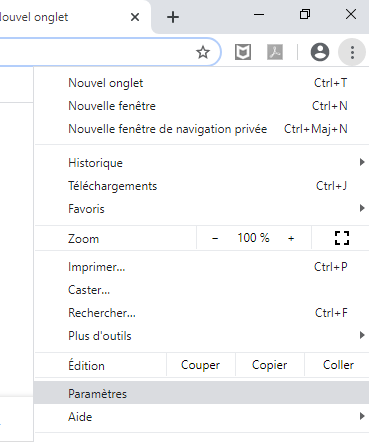 ouvel onglet
Nouvel onglet Ctrl+T
Nouvelle fenêtre Ctrl+N
Nouvelle fenêtre de navigation privée Ctrl+Maj+N
Historique
Téléchargements Ctrl+J
Favoris
Zoom − 100 % +
Imprimer... Ctrl+P
Caster...
Rechercher... Ctrl+F
Plus d'outils
Édition Couper Copier Coller
Paramètres
Aide